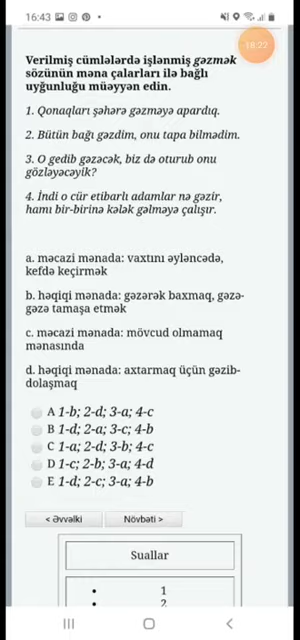 16:43
-18:22
Verilmiş cümlələrdə işlənmiş gəzmək
sözünün məna çalarları ilə bağlı
uyğunluğu müəyyən edin.
1. Qonaqları şəhərə gəzməyə apardıq.
2. Bütün bağı gəzdim, onu tapa bilmədim.
3. O gedib gəzəcək, biz də oturub onu
gözləyəcəyik?
4. İndi o cür etibarlı adamlar nə gəzir,
hamı bir-birinə kələk gəlməyə çalışır.
a. məcazi mənada: vaxtını əyləncədə,
kefdə keçirmək
b. həqiqi mənada: gəzərək baxmaq, gəzə-
gəzə tamaşa etmək
c. məcazi mənada: mövcud olmamaq
mənasında
d. həqiqi mənada: axtarmaq üçün gəzib-
dolaşmaq
A 1-b; 2-d; 3-a; 4-c
B 1-d; 2-a; 3-c; 4-b
C 1-a; 2-d; 3-b; 4-c
D 1-c; 2-b; 3-a; 4-d
E 1-d; 2-c; 3-a; 4-b
< Əvvəlki Növbəti >
Suallar
• 1
• 2